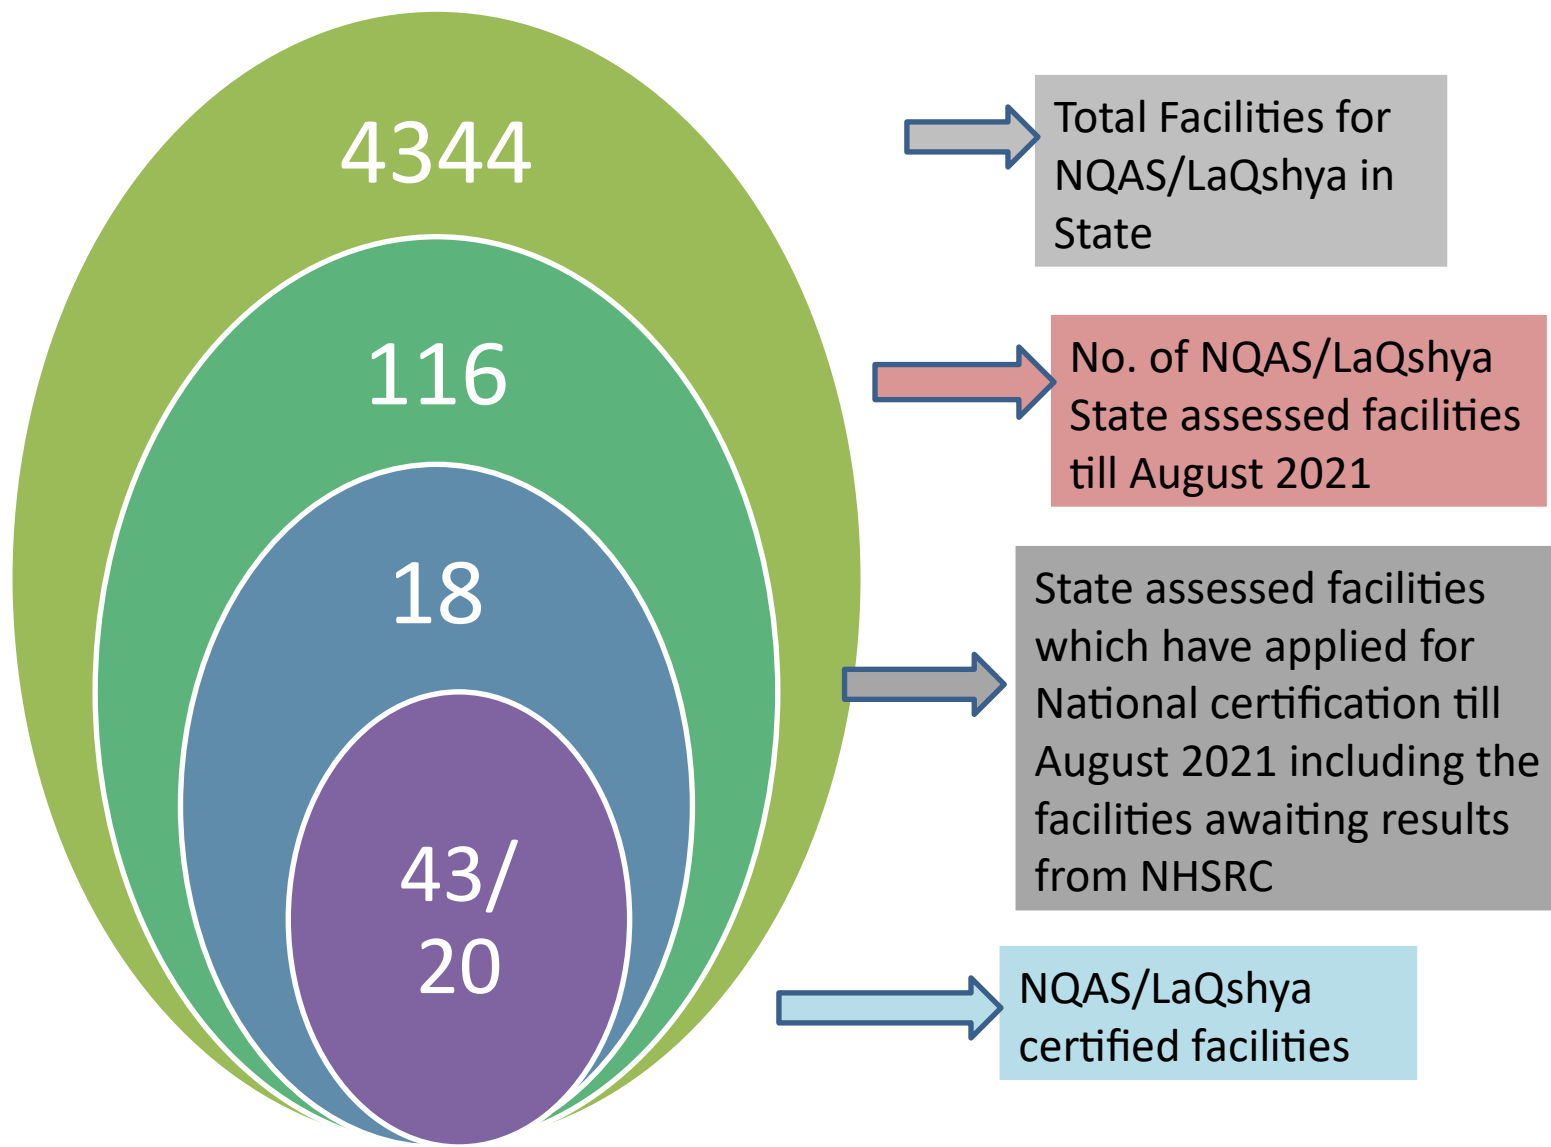 4344
Total Facilities for
NQAS/LaQshya in
State
116
No. of NQAS/LaQshya
State assessed facilities
till August 2021
18
State assessed facilities
which have applied for
National certification till
August 2021 including the
facilities awaiting results
from NHSRC
43/
20
NQAS/LaQshya
certified facilities